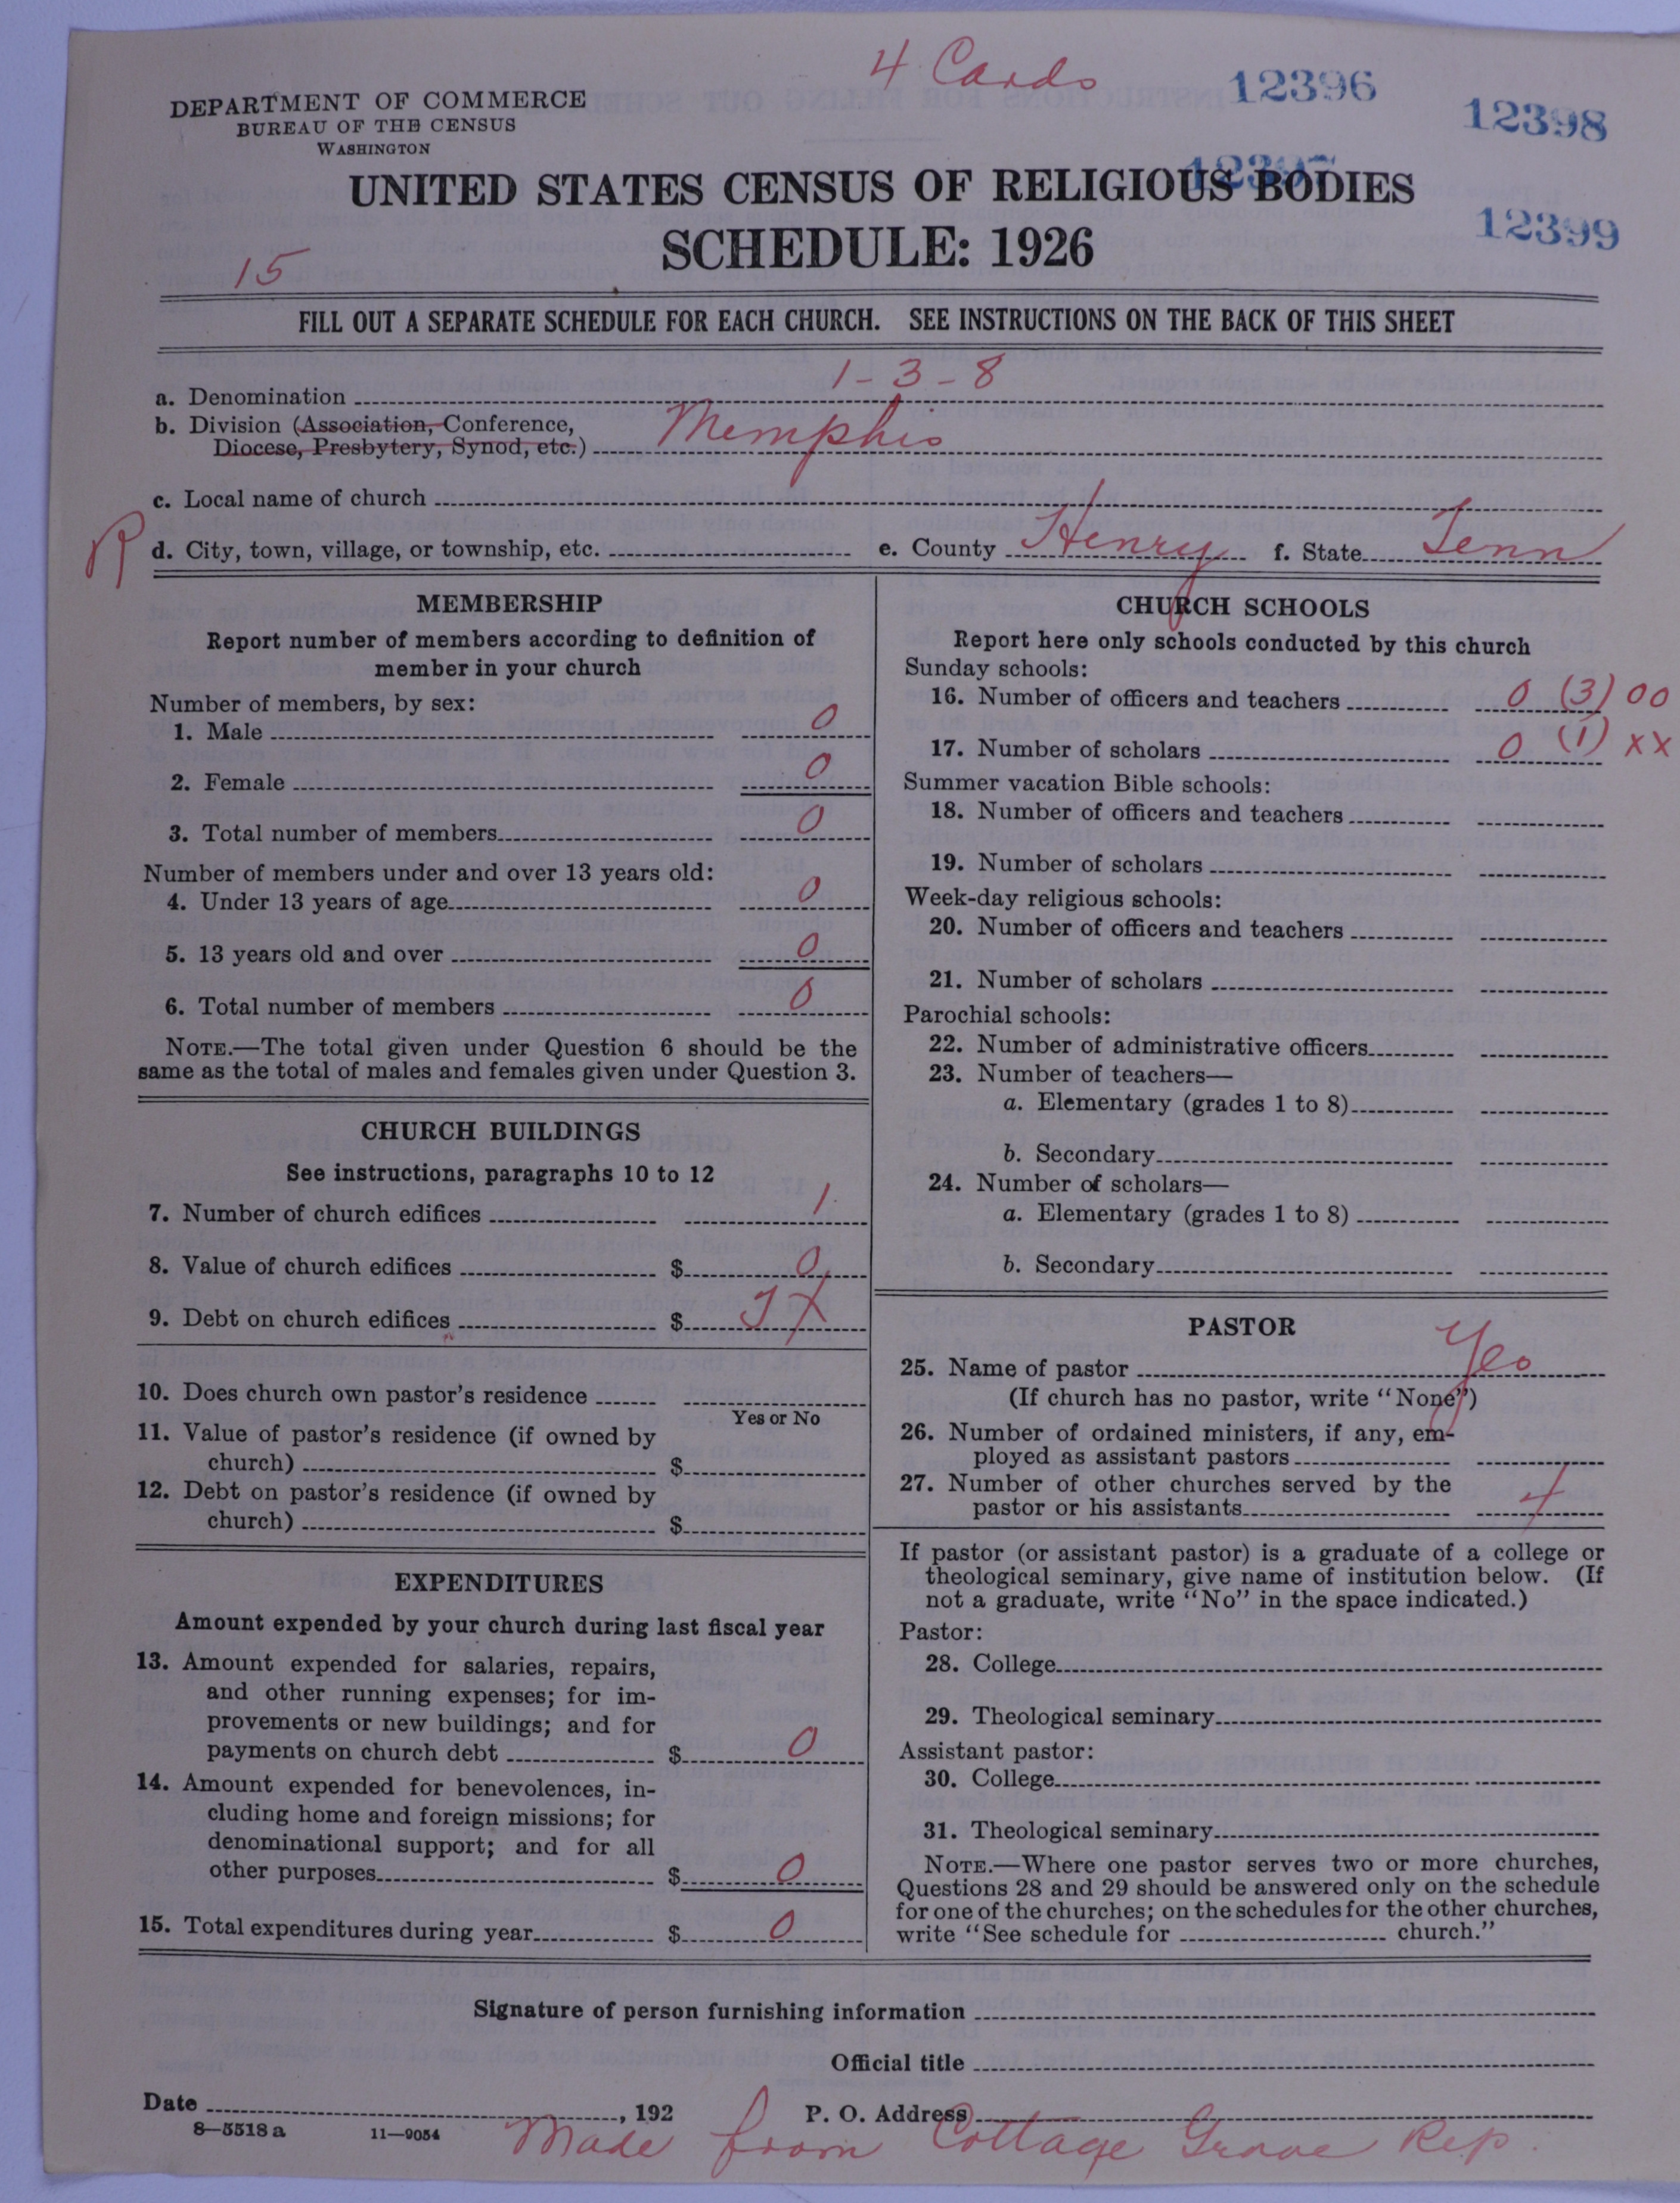 4 Cards
12396
12398
DEPARTMENT OF COMMERCE
BUREAU OF THE CENSUS
WASHINGTON
12397
UNITED STATES CENSUS OF RELIGIOUS BODIES
12399
SCHEDULE: 1926
15
FILL OUT A SEPARATE SCHEDULE FOR EACH CHURCH. SEE INSTRUCTIONS ON THE BACK OF THIS SHEET
a. Denomination 1-3-8
b. Division (Association, Conference,
Diocese, Presbytery, Synod, etc.) Memphis
c. Local name of church
R
d. City, town, village, or township, etc. e. County Henry f. State Tenn
MEMBERSHIP
Report number of members according to definition of
member in your church
Number of members, by sex:
1. Male 0
2. Female 0
3. Total number of members 0
Number of members under and over 13 years old:
4. Under 13 years of age 0
5. 13 years old and over 0
6. Total number of members 0
NOTE.—The total given under Question 6 should be the
same as the total of males and females given under Question 3.
CHURCH BUILDINGS
See instructions, paragraphs 10 to 12
7. Number of church edifices 1
8. Value of church edifices $ 0
9. Debt on church edifices $ JX
10. Does church own pastor's residence
Yes or No
11. Value of pastor's residence (if owned by
church) $
12. Debt on pastor's residence (if owned by
church) $
EXPENDITURES
Amount expended by your church during last fiscal year
13. Amount expended for salaries, repairs,
and other running expenses; for im-
provements or new buildings; and for
payments on church debt $ 0
14. Amount expended for benevolences, in-
cluding home and foreign missions; for
denominational support; and for all
other purposes $ 0
15. Total expenditures during year $ 0
CHURCH SCHOOLS
Report here only schools conducted by this church
Sunday schools:
16. Number of officers and teachers 0 (3) 00
17. Number of scholars 0 (1) XX
Summer vacation Bible schools:
18. Number of officers and teachers
19. Number of scholars
Week-day religious schools:
20. Number of officers and teachers
21. Number of scholars
Parochial schools:
22. Number of administrative officers
23. Number of teachers—
a. Elementary (grades 1 to 8)
b. Secondary
24. Number of scholars—
a. Elementary (grades 1 to 8)
b. Secondary
PASTOR
25. Name of pastor Yes
(If church has no pastor, write "None")
26. Number of ordained ministers, if any, em-
ployed as assistant pastors
27. Number of other churches served by the
pastor or his assistants 4
If pastor (or assistant pastor) is a graduate of a college or
theological seminary, give name of institution below. (If
not a graduate, write "No" in the space indicated.)
Pastor:
28. College
29. Theological seminary
Assistant pastor:
30. College
31. Theological seminary
NOTE.—Where one pastor serves two or more churches,
Questions 28 and 29 should be answered only on the schedule
for one of the churches; on the schedules for the other churches,
write "See schedule for church."
Signature of person furnishing information
Official title
Date , 192 P. O. Address
8—5518 a 11—9054
Made from Cottage Grove Rep.